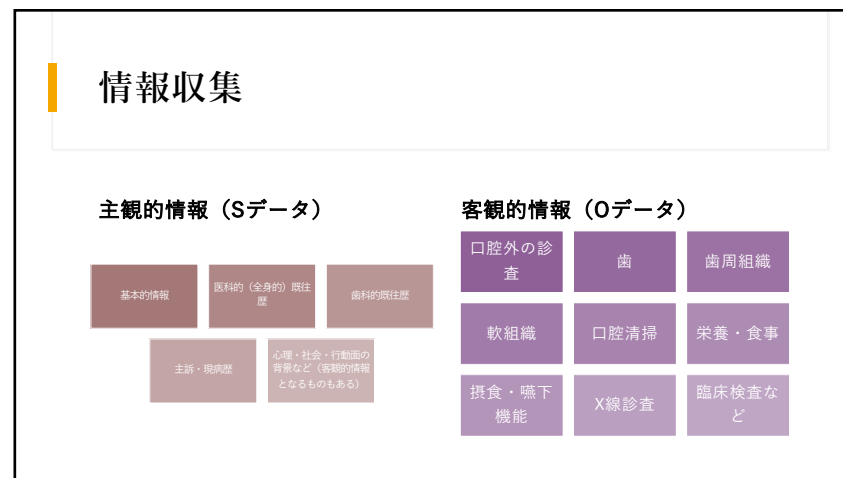 情報収集
主観的情報（Sデータ）
基本的情報
医科的（全身的）既往
歴
歯科的既往歴
主訴・現病歴
心理・社会・行動面の
背景など（客観的情報
となるものもある）
客観的情報（Oデータ）
口腔外の診
査
歯
歯周組織
軟組織
口腔清掃
栄養・食事
摂食・嚥下
機能
X線診査
臨床検査な
ど